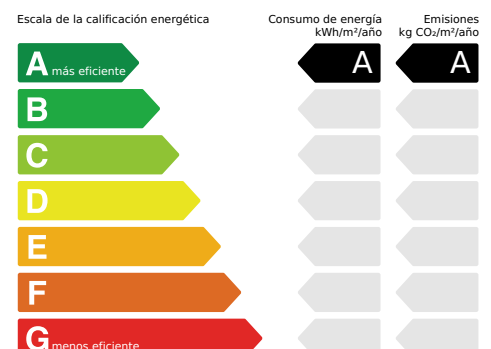 Escala de la calificación energética
Consumo de energía
kWh/m²/año
Emisiones
kg CO₂/m²/año
A más eficiente
A
A
B
C
D
E
F
G menos eficiente